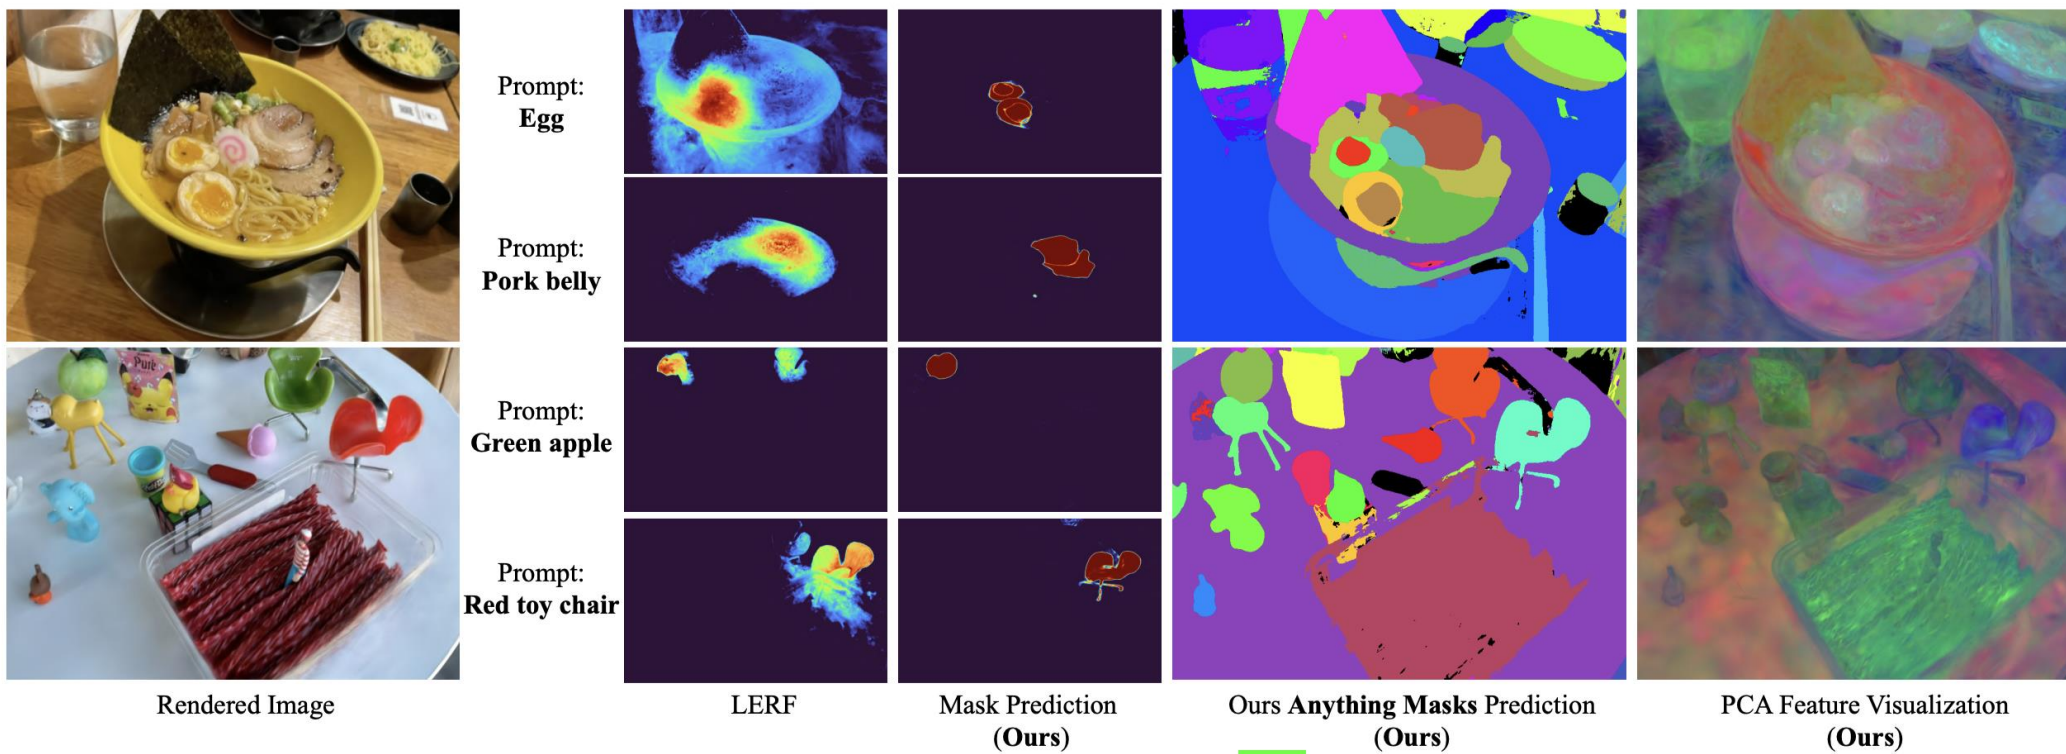 Prompt:
Egg
Prompt:
Pork belly
Puré
Prompt:
Green apple
Prompt:
Red toy chair
Rendered Image
LERF
Mask Prediction
(Ours)
Ours Anything Masks Prediction
(Ours)
PCA Feature Visualization
(Ours)